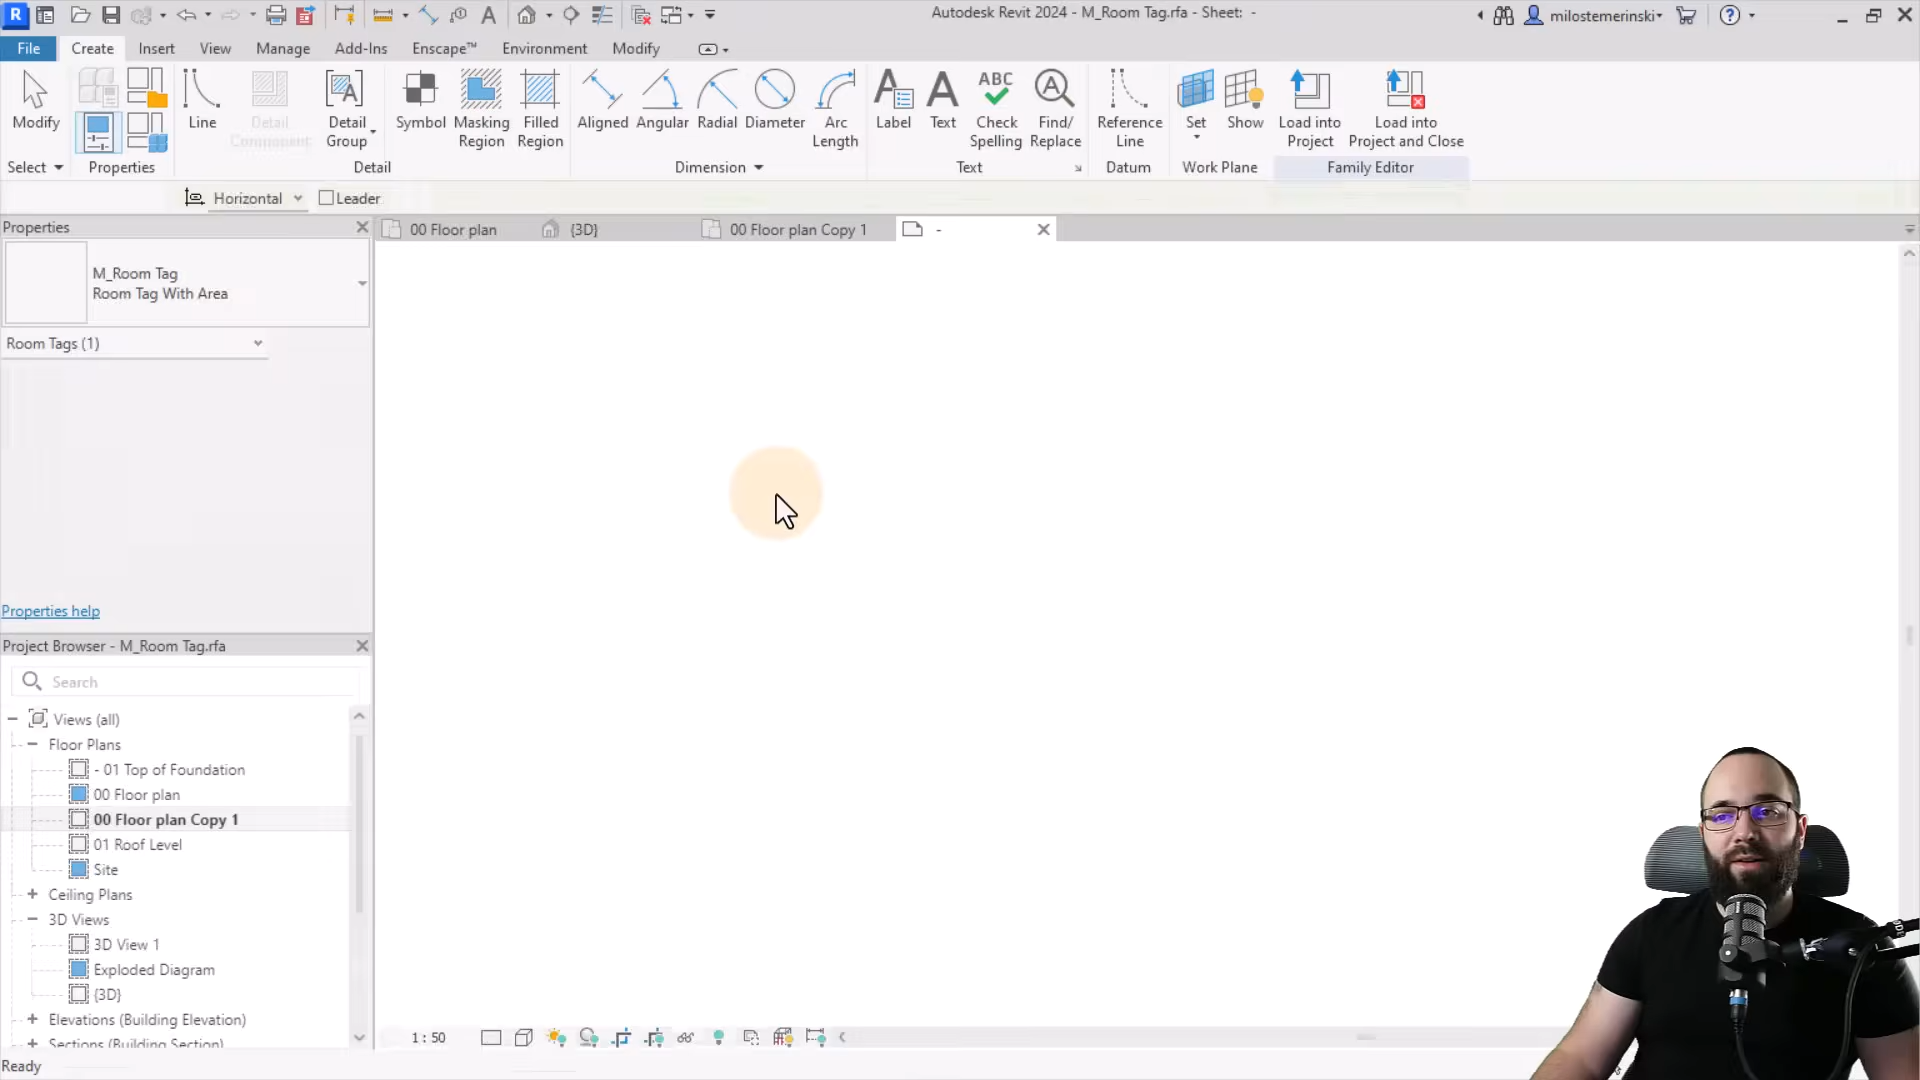 Autodesk Revit 2024 - M_Room Tag.rfa - Sheet: -
milostemerinski
File
Create
Insert
View
Manage
Add-Ins
Enscape™
Environment
Modify
Modify
Line
Detail
Component
Detail
Group
Symbol
Masking
Region
Filled
Region
Aligned
Angular
Radial
Diameter
Arc
Length
Label
Text
ABC
Check
Spelling
Find/
Replace
Reference
Line
Set
Show
Load into
Project
Load into
Project and Close
Select
Properties
Detail
Dimension
Text
Datum
Work Plane
Family Editor
Horizontal
Leader
Properties
00 Floor plan
{3D}
00 Floor plan Copy 1
-
M_Room Tag
Room Tag With Area
Room Tags (1)
Properties help
Project Browser - M_Room Tag.rfa
Search
Views (all)
Floor Plans
- 01 Top of Foundation
00 Floor plan
00 Floor plan Copy 1
01 Roof Level
Site
Ceiling Plans
3D Views
3D View 1
Exploded Diagram
{3D}
Elevations (Building Elevation)
Sections (Building Section)
1 : 50
Ready